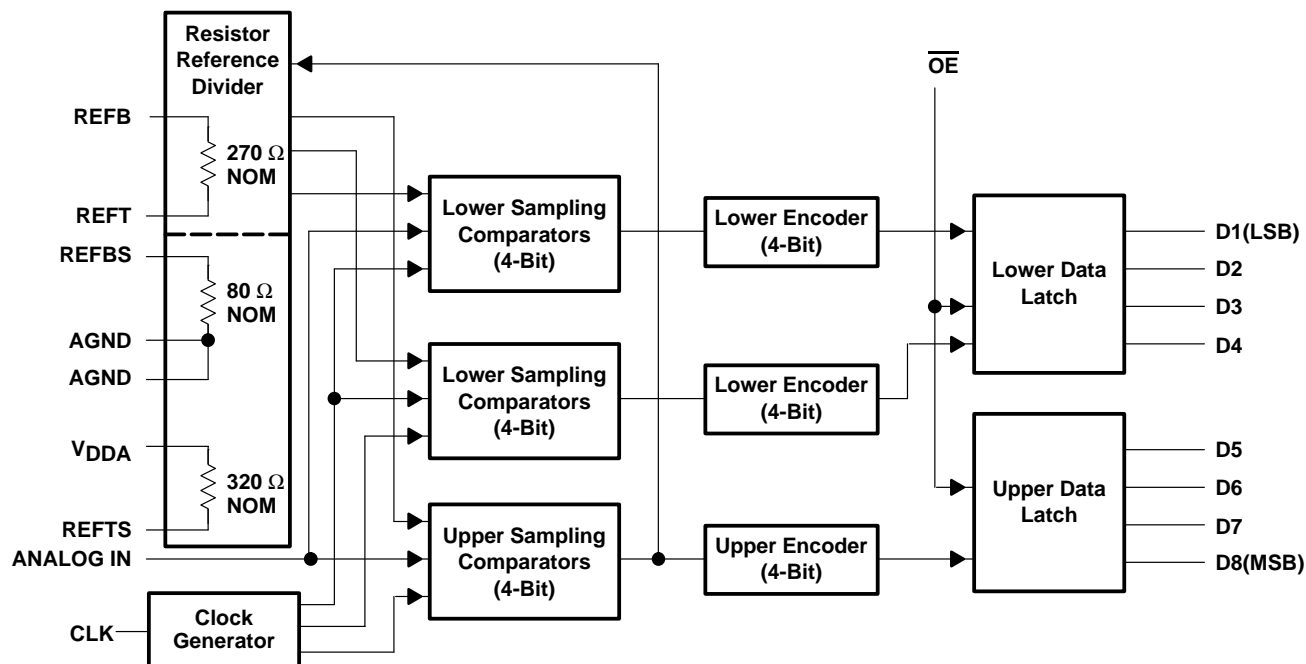 Resistor
Reference
Divider
OE
REFB
270 Ω
NOM
REFT
REFBS
80 Ω
NOM
AGND
AGND
VDDA
320 Ω
NOM
REFTS
ANALOG IN
CLK
Clock
Generator
Lower Sampling
Comparators
(4-Bit)
Lower Encoder
(4-Bit)
Lower Data
Latch
D1(LSB)
D2
D3
D4
Lower Sampling
Comparators
(4-Bit)
Lower Encoder
(4-Bit)
Upper Sampling
Comparators
(4-Bit)
Upper Encoder
(4-Bit)
Upper Data
Latch
D5
D6
D7
D8(MSB)